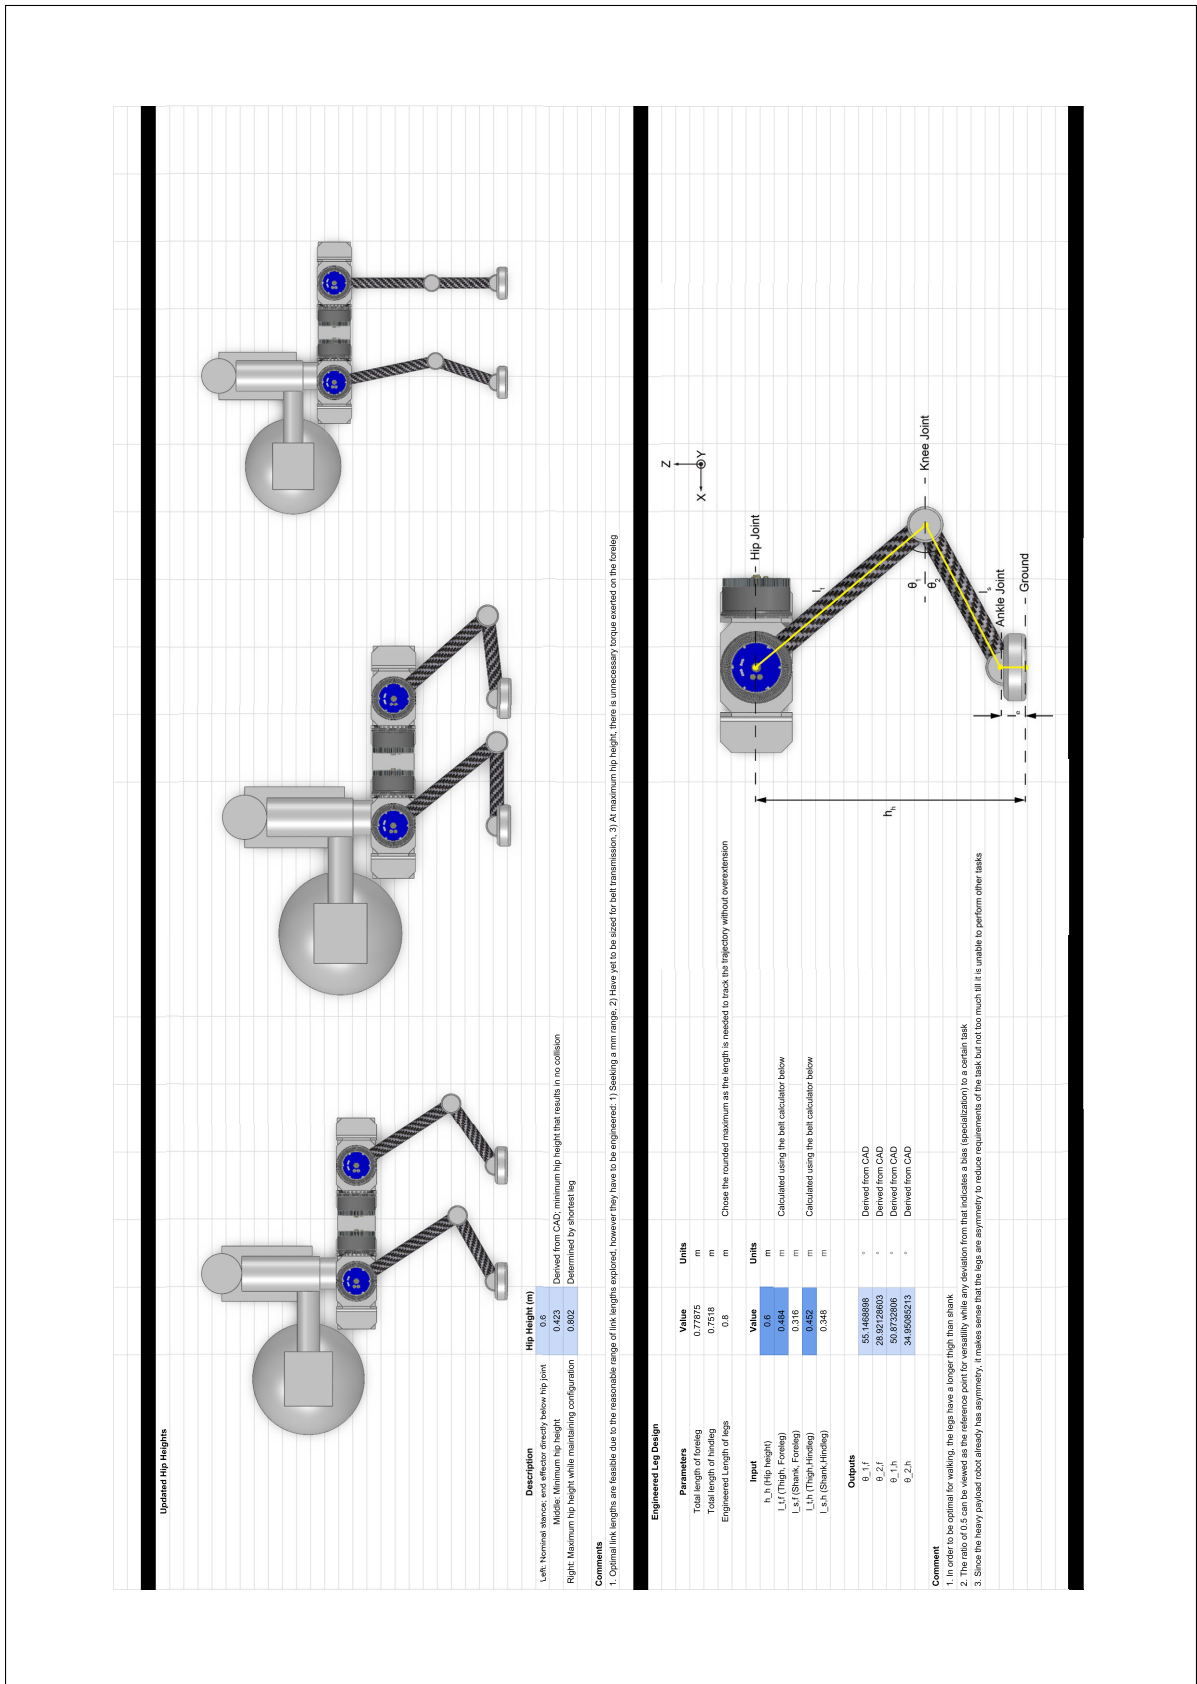 Updated Hip Heights
Description Hip Height (m)
Left: Nominal stance; end effector directly below hip joint 0.6
Middle: Minimum hip height 0.423 Derived from CAD; minimum hip height that results in no collision
Right: Maximum hip height while maintaining configuration 0.802 Determined by shortest leg
Comments
1. Optimal link lengths are feasible due to the reasonable range of link lengths explored, however they have to be engineered: 1) Seeking a mm range, 2) Have yet to be sized for belt transmission, 3) At maximum hip height, there is unnecessary torque exerted on the foreleg
Engineered Leg Design
Parameters Value Units
Total length of foreleg 0.77875 m
Total length of hindleg 0.7518 m
Engineered Length of legs 0.8 m Chose the rounded maximum as the length is needed to track the trajectory without overextension
Input Value Units
h_h (Hip height) 0.6 m
l_t,f (Thigh, Foreleg) 0.484 m Calculated using the belt calculator below
l_s,f (Shank, Foreleg) 0.316 m
l_t,h (Thigh,Hindleg) 0.452 m Calculated using the belt calculator below
l_s,h (Shank,Hindleg) 0.348 m
Outputs
θ_1,f 55.1468898 ° Derived from CAD
θ_2,f 28.92128603 ° Derived from CAD
θ_1,h 50.8732806 ° Derived from CAD
θ_2,h 34.95085213 ° Derived from CAD
Comment
1. In order to be optimal for walking, the legs have a longer thigh than shank
2. The ratio of 0.5 can be viewed as the reference point for versatility while any deviation from that indicates a bias (specialization) to a certain task
3. Since the heavy payload robot already has asymmetry, it makes sense that the legs are asymmetry to reduce requirements of the task but not too much till it is unable to perform other tasks
Z
X
Y
Hip Joint
l_t
Knee Joint
θ_1
θ_2
l_s
Ankle Joint
Ground
l_e
h_h